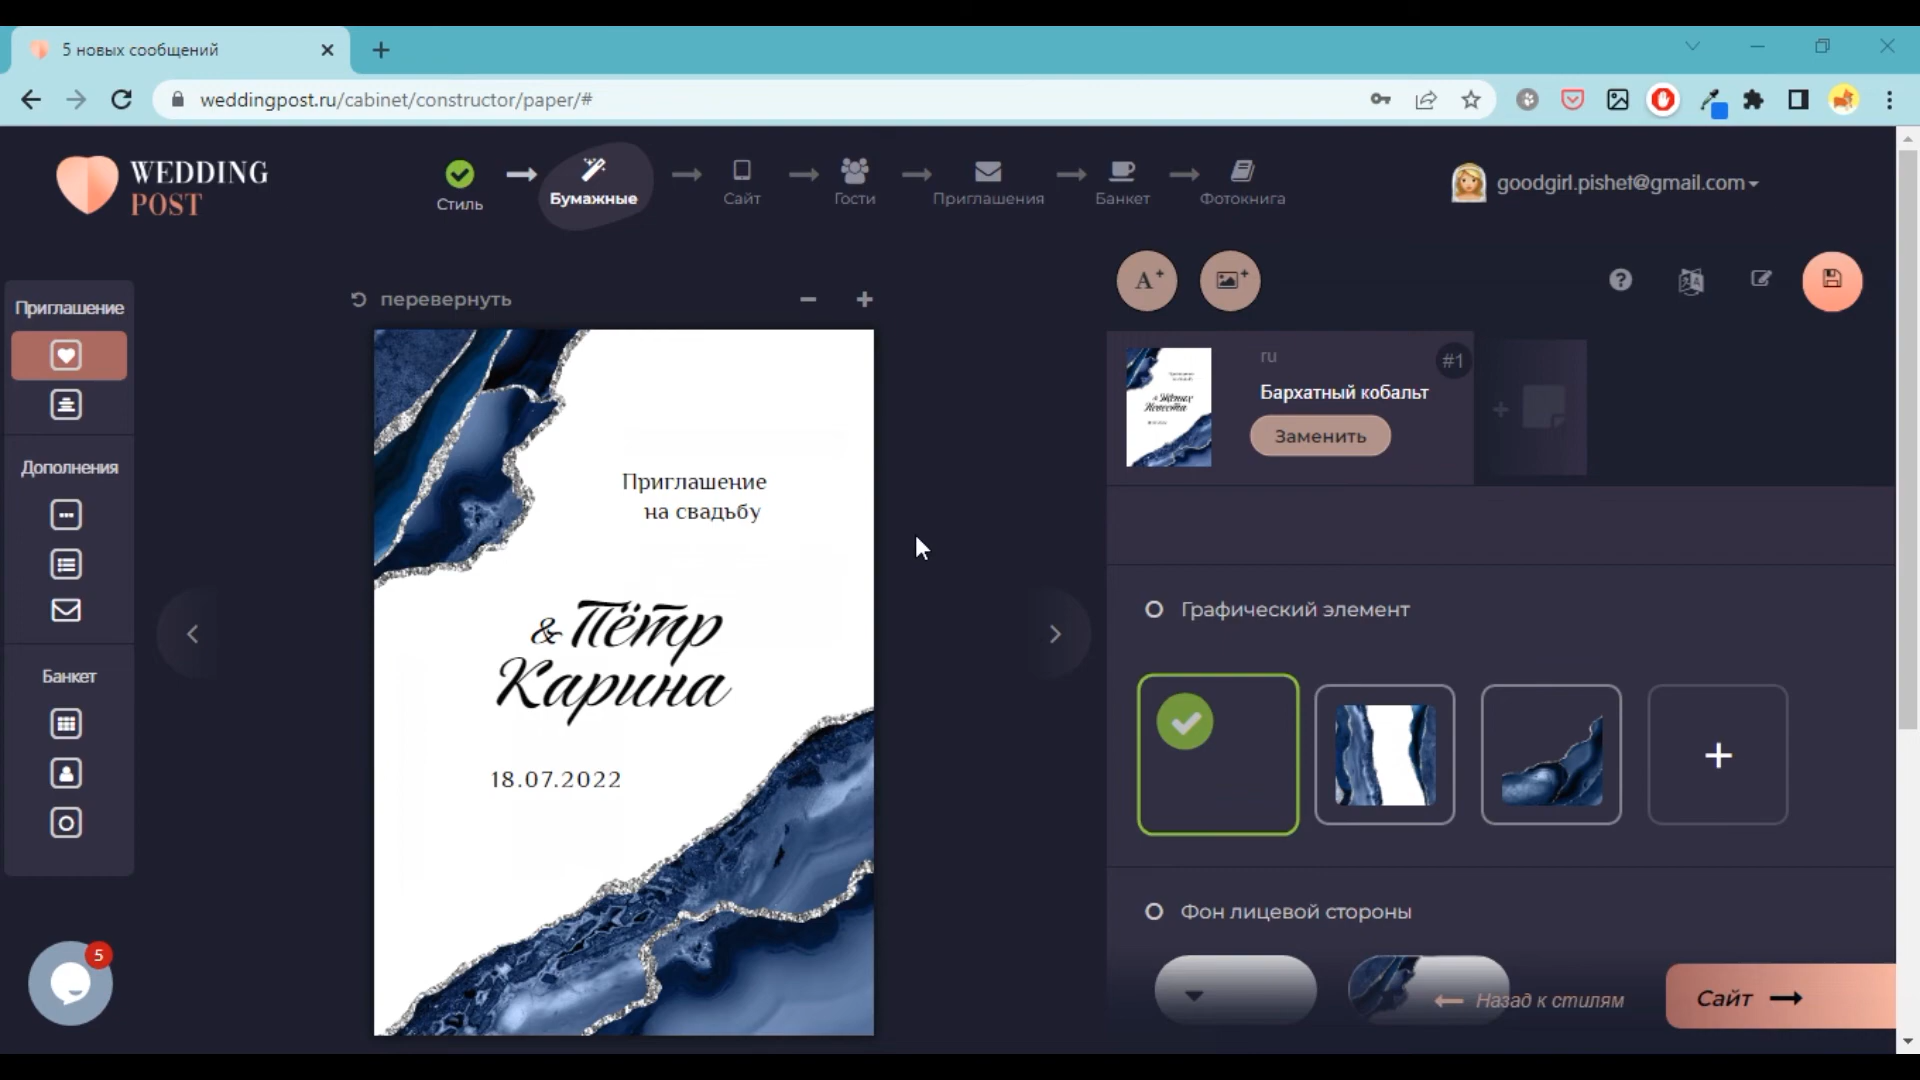 5 новых сообщений
weddingpost.ru/cabinet/constructor/paper/#
WEDDING
POST
Стиль
Бумажные
Сайт
Гости
Приглашения
Банкет
Фотокнига
goodgirl.pishet@gmail.com
Приглашение
Дополнения
Банкет
перевернуть
Приглашение
на свадьбу
& Пётр
Карина
18.07.2022
A+
ru
#1
Бархатный кобальт
Заменить
Графический элемент
Фон лицевой стороны
Назад к стилям
Сайт
5